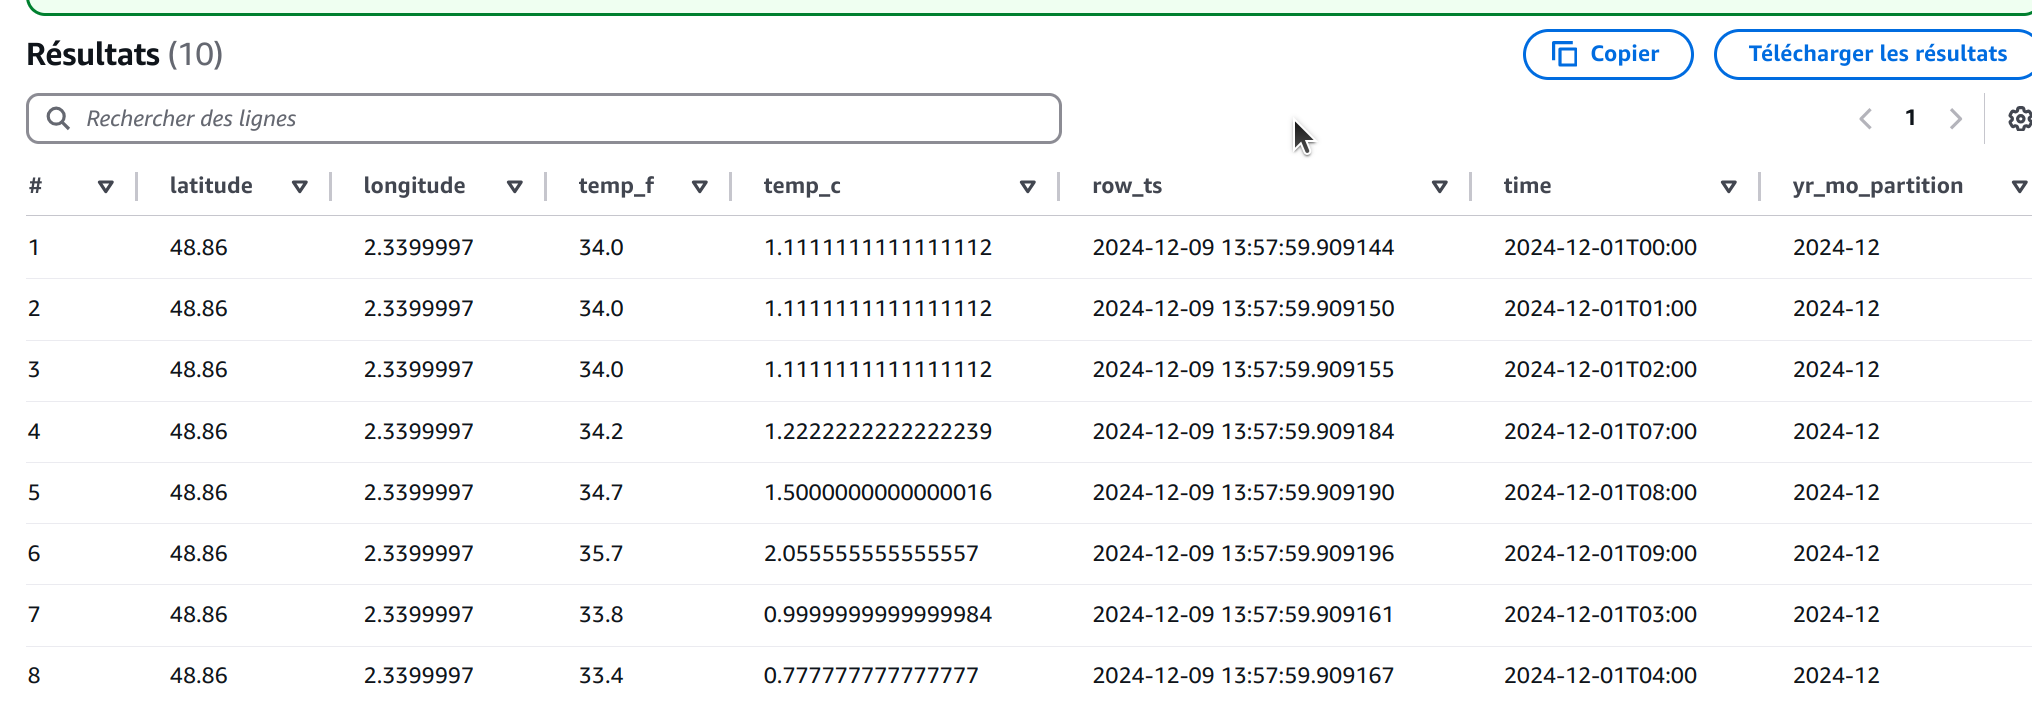 Résultats (10)
Copier
Télécharger les résultats
Rechercher des lignes
1
# latitude longitude temp_f temp_c row_ts time yr_mo_partition
1 48.86 2.3399997 34.0 1.1111111111111112 2024-12-09 13:57:59.909144 2024-12-01T00:00 2024-12
2 48.86 2.3399997 34.0 1.1111111111111112 2024-12-09 13:57:59.909150 2024-12-01T01:00 2024-12
3 48.86 2.3399997 34.0 1.1111111111111112 2024-12-09 13:57:59.909155 2024-12-01T02:00 2024-12
4 48.86 2.3399997 34.2 1.2222222222222239 2024-12-09 13:57:59.909184 2024-12-01T07:00 2024-12
5 48.86 2.3399997 34.7 1.5000000000000016 2024-12-09 13:57:59.909190 2024-12-01T08:00 2024-12
6 48.86 2.3399997 35.7 2.055555555555557 2024-12-09 13:57:59.909196 2024-12-01T09:00 2024-12
7 48.86 2.3399997 33.8 0.9999999999999984 2024-12-09 13:57:59.909161 2024-12-01T03:00 2024-12
8 48.86 2.3399997 33.4 0.777777777777777 2024-12-09 13:57:59.909167 2024-12-01T04:00 2024-12